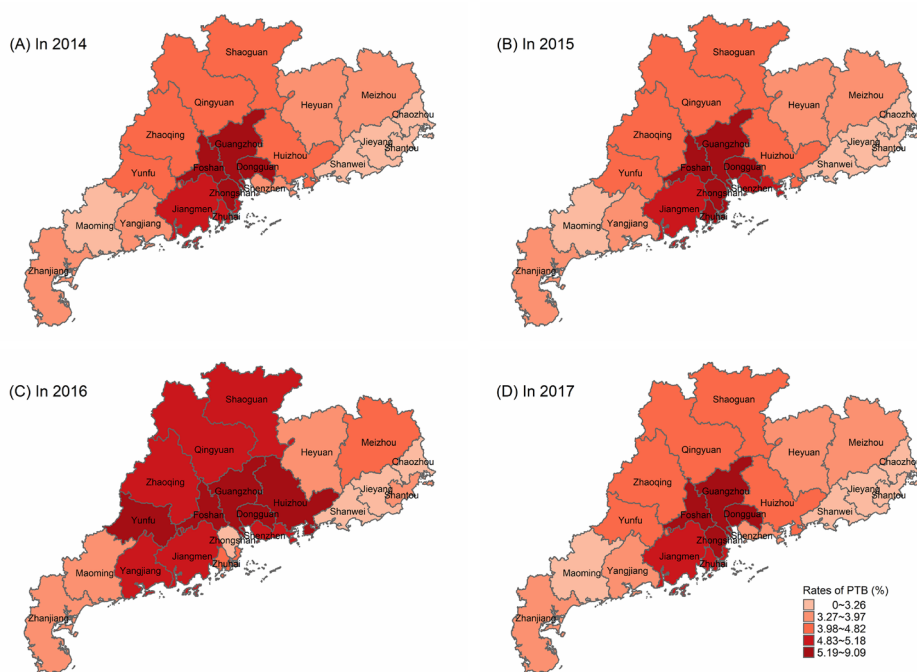 (A) In 2014
Shaoguan
Meizhou
Heyuan
Qingyuan
Chaozhou
Zhaoqing
Guangzhou
Jieyang
Shantou
Huizhou
Foshan
Dongguan
Shanwei
Yunfu
Shenzhen
Zhongshan
Jiangmen
Zhuhai
Yangjiang
Maoming
Zhanjiang
(B) In 2015
Shaoguan
Meizhou
Heyuan
Qingyuan
Chaozhou
Zhaoqing
Guangzhou
Jieyang
Shantou
Huizhou
Foshan
Dongguan
Shanwei
Yunfu
Shenzhen
Zhongshan
Jiangmen
Zhuhai
Yangjiang
Maoming
Zhanjiang
(C) In 2016
Shaoguan
Meizhou
Heyuan
Qingyuan
Chaozhou
Zhaoqing
Guangzhou
Jieyang
Shantou
Huizhou
Foshan
Dongguan
Shanwei
Yunfu
Shenzhen
Zhongshan
Jiangmen
Zhuhai
Yangjiang
Maoming
Zhanjiang
(D) In 2017
Shaoguan
Meizhou
Heyuan
Qingyuan
Chaozhou
Zhaoqing
Guangzhou
Jieyang
Shantou
Huizhou
Foshan
Dongguan
Shanwei
Yunfu
Shenzhen
Zhongshan
Jiangmen
Zhuhai
Yangjiang
Maoming
Zhanjiang
Rates of PTB (%)
0~3.26
3.27~3.97
3.98~4.82
4.83~5.18
5.19~9.09